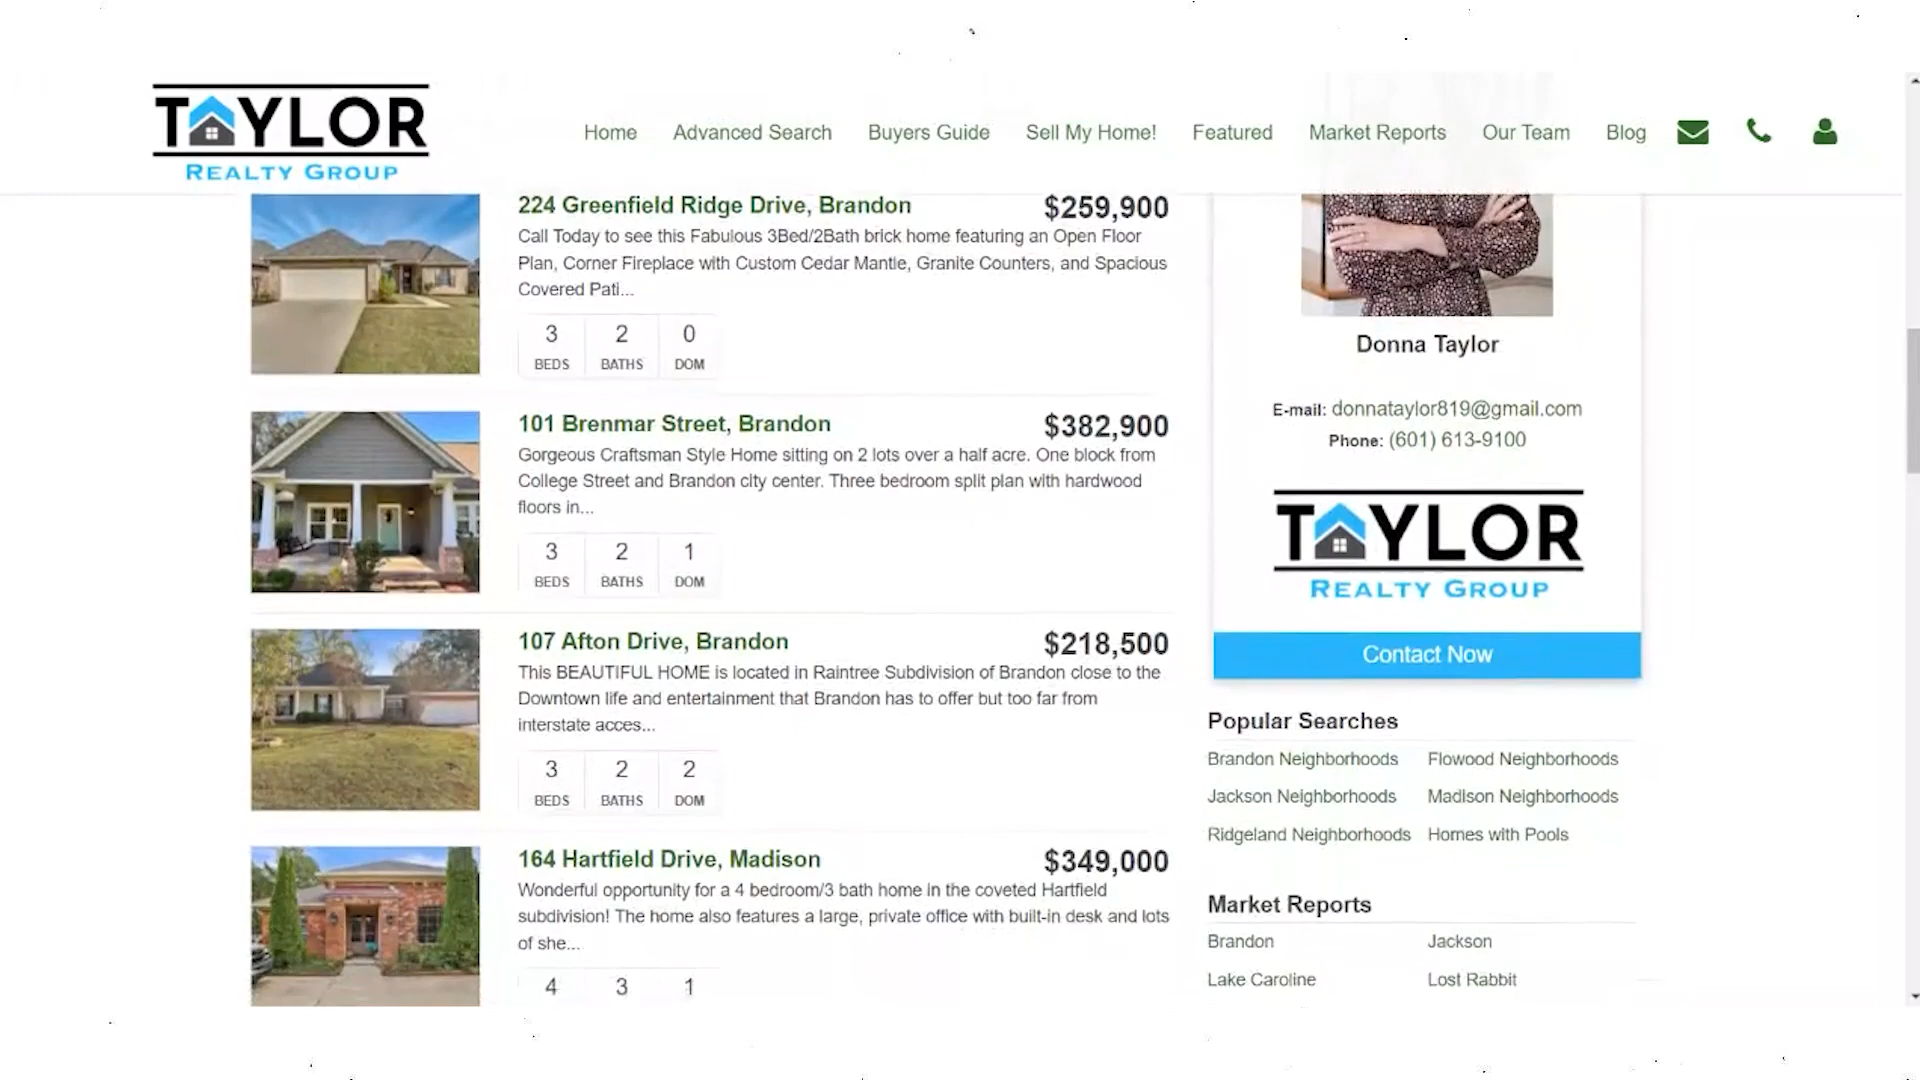 TAYLOR
REALTY GROUP
Home Advanced Search Buyers Guide Sell My Home! Featured Market Reports Our Team Blog
224 Greenfield Ridge Drive, Brandon $259,900
Call Today to see this Fabulous 3Bed/2Bath brick home featuring an Open Floor
Plan, Corner Fireplace with Custom Cedar Mantle, Granite Counters, and Spacious
Covered Pati...
3 2 0
BEDS BATHS DOM
101 Brenmar Street, Brandon $382,900
Gorgeous Craftsman Style Home sitting on 2 lots over a half acre. One block from
College Street and Brandon city center. Three bedroom split plan with hardwood
floors in...
3 2 1
BEDS BATHS DOM
107 Afton Drive, Brandon $218,500
This BEAUTIFUL HOME is located in Raintree Subdivision of Brandon close to the
Downtown life and entertainment that Brandon has to offer but too far from
interstate acces...
3 2 2
BEDS BATHS DOM
164 Hartfield Drive, Madison $349,000
Wonderful opportunity for a 4 bedroom/3 bath home in the coveted Hartfield
subdivision! The home also features a large, private office with built-in desk and lots
of she...
4 3 1
Donna Taylor
E-mail: donnataylor819@gmail.com
Phone: (601) 613-9100
TAYLOR
REALTY GROUP
Contact Now
Popular Searches
Brandon Neighborhoods Flowood Neighborhoods
Jackson Neighborhoods Madison Neighborhoods
Ridgeland Neighborhoods Homes with Pools
Market Reports
Brandon Jackson
Lake Caroline Lost Rabbit